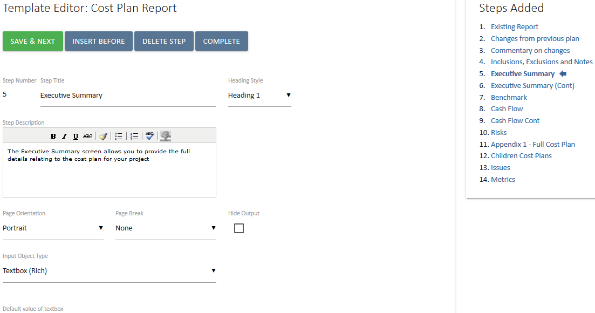 Template Editor: Cost Plan Report
SAVE & NEXT
INSERT BEFORE
DELETE STEP
COMPLETE
Step Number
Step Title
Heading Style
5
Executive Summary
Heading 1
Step Description
B I U ABC
The Executive Summary screen allows you to provide the full
details relating to the cost plan for your project
Page Orientation
Page Break
Hide Output
Portrait
None
Input Object Type
Textbox (Rich)
Default value of textbox
Steps Added
1. Existing Report
2. Changes from previous plan
3. Commentary on changes
4. Inclusions, Exclusions and Notes
5. Executive Summary
6. Executive Summary (Cont)
7. Benchmark
8. Cash Flow
9. Cash Flow Cont
10. Risks
11. Appendix 1 - Full Cost Plan
12. Children Cost Plans
13. Issues
14. Metrics